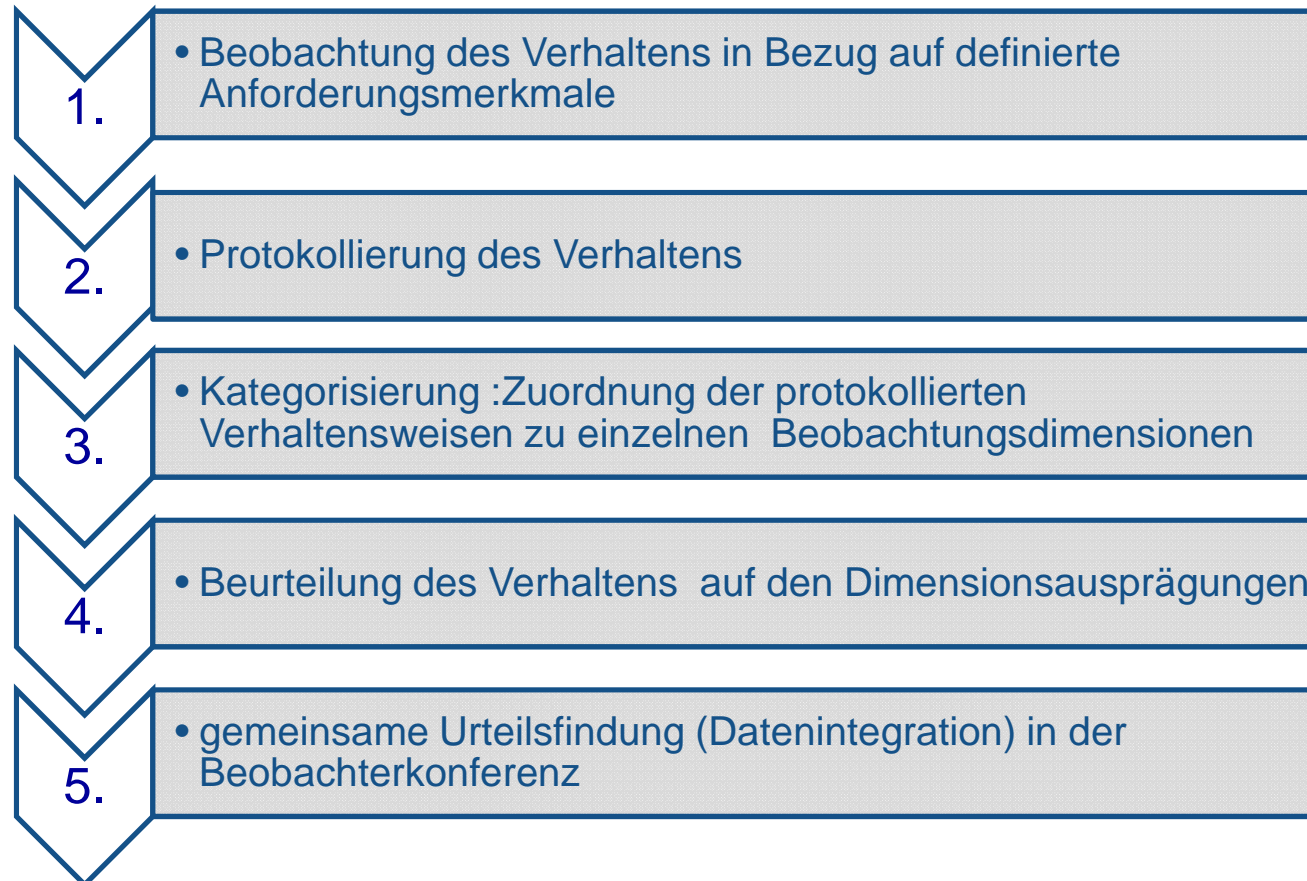 1.
• Beobachtung des Verhaltens in Bezug auf definierte
Anforderungsmerkmale
2.
• Protokollierung des Verhaltens
3.
• Kategorisierung :Zuordnung der protokollierten
Verhaltensweisen zu einzelnen Beobachtungsdimensionen
4.
• Beurteilung des Verhaltens auf den Dimensionsausprägungen
5.
• gemeinsame Urteilsfindung (Datenintegration) in der
Beobachterkonferenz